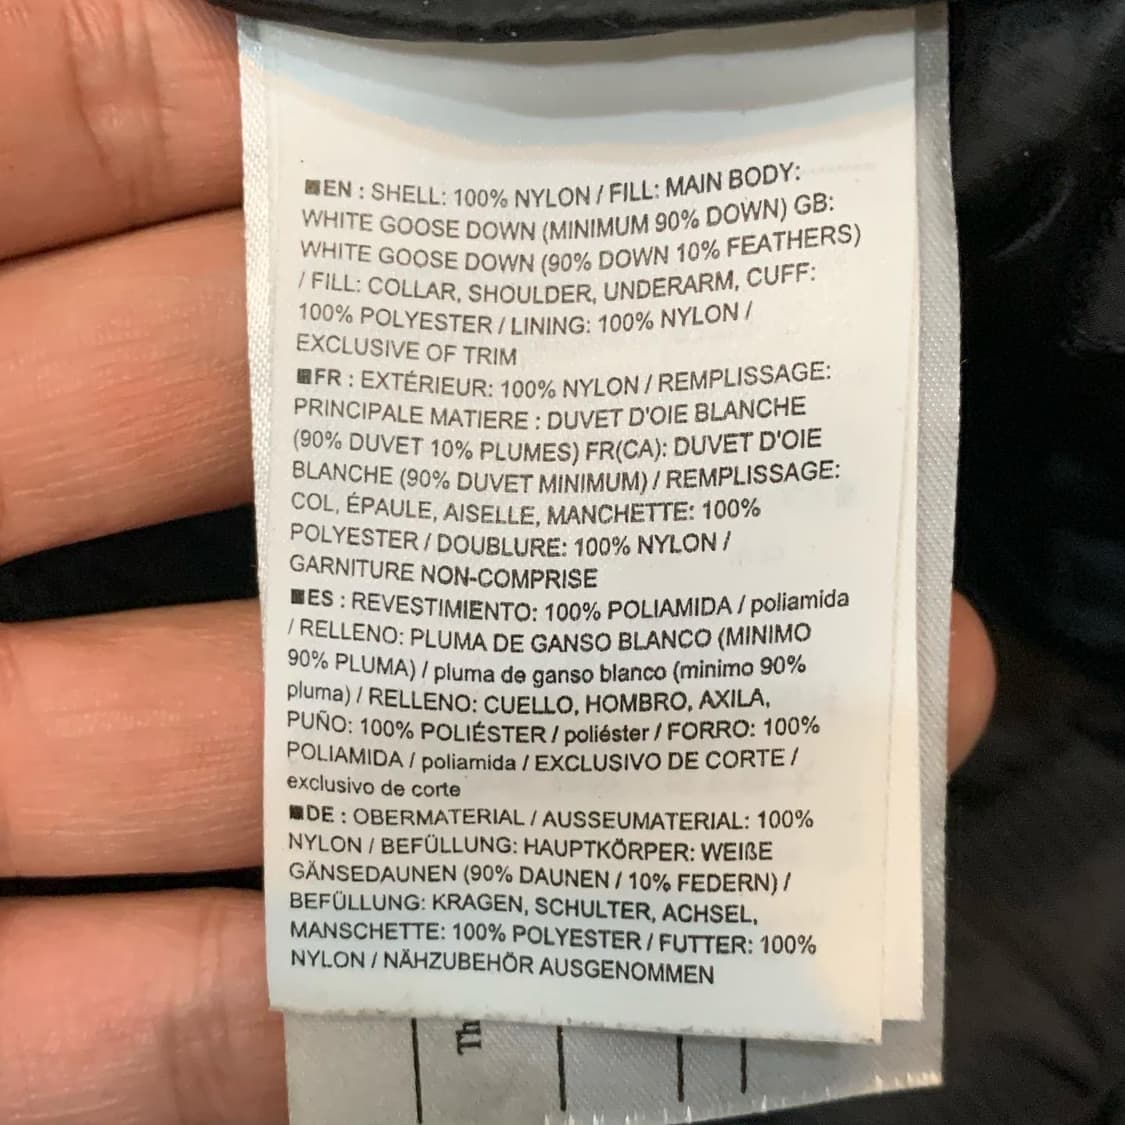 EN : SHELL: 100% NYLON / FILL: MAIN BODY:
WHITE GOOSE DOWN (MINIMUM 90% DOWN) GB:
WHITE GOOSE DOWN (90% DOWN 10% FEATHERS)
/ FILL: COLLAR, SHOULDER, UNDERARM, CUFF:
100% POLYESTER / LINING: 100% NYLON /
EXCLUSIVE OF TRIM
FR : EXTÉRIEUR: 100% NYLON / REMPLISSAGE:
PRINCIPALE MATIERE : DUVET D'OIE BLANCHE
(90% DUVET 10% PLUMES) FR(CA): DUVET D'OIE
BLANCHE (90% DUVET MINIMUM) / REMPLISSAGE:
COL, ÉPAULE, AISELLE, MANCHETTE: 100%
POLYESTER / DOUBLURE: 100% NYLON /
GARNITURE NON-COMPRISE
ES : REVESTIMIENTO: 100% POLIAMIDA / poliamida
/ RELLENO: PLUMA DE GANSO BLANCO (MINIMO
90% PLUMA) / pluma de ganso blanco (minimo 90%
pluma) / RELLENO: CUELLO, HOMBRO, AXILA,
PUÑO: 100% POLIÉSTER / poliéster / FORRO: 100%
POLIAMIDA / poliamida / EXCLUSIVO DE CORTE /
exclusivo de corte
DE : OBERMATERIAL / AUSSEUMATERIAL: 100%
NYLON / BEFÜLLUNG: HAUPTKÖRPER: WEIßE
GÄNSEDAUNEN (90% DAUNEN / 10% FEDERN) /
BEFÜLLUNG: KRAGEN, SCHULTER, ACHSEL,
MANSCHETTE: 100% POLYESTER / FUTTER: 100%
NYLON / NÄHZUBEHÖR AUSGENOMMEN